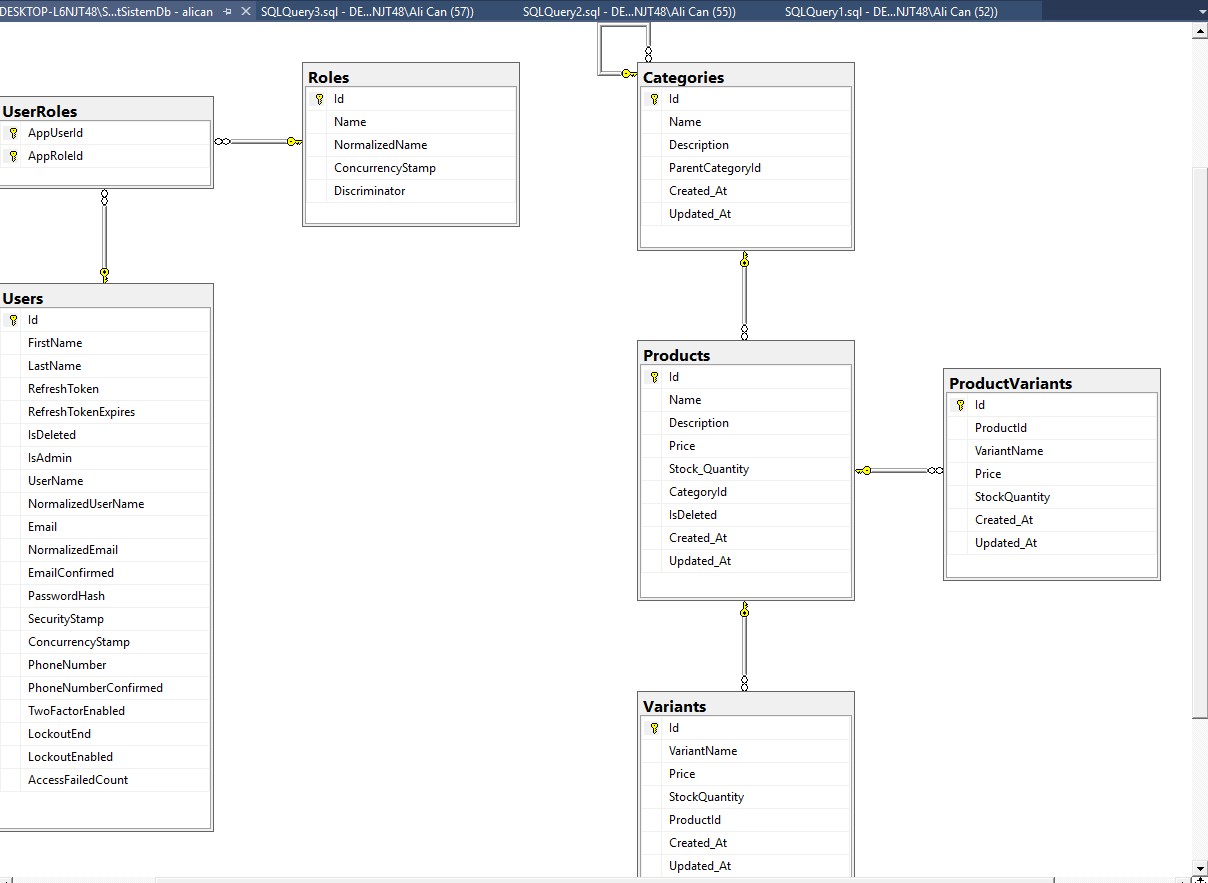 DESKTOP-L6NJT48\S...tSistemDb - alican
SQLQuery3.sql - DE...NJT48\Ali Can (57))
SQLQuery2.sql - DE...NJT48\Ali Can (55))
SQLQuery1.sql - DE...NJT48\Ali Can (52))
UserRoles
AppUserId
AppRoleId
Roles
Id
Name
NormalizedName
ConcurrencyStamp
Discriminator
Users
Id
FirstName
LastName
RefreshToken
RefreshTokenExpires
IsDeleted
IsAdmin
UserName
NormalizedUserName
Email
NormalizedEmail
EmailConfirmed
PasswordHash
SecurityStamp
ConcurrencyStamp
PhoneNumber
PhoneNumberConfirmed
TwoFactorEnabled
LockoutEnd
LockoutEnabled
AccessFailedCount
Categories
Id
Name
Description
ParentCategoryId
Created_At
Updated_At
Products
Id
Name
Description
Price
Stock_Quantity
CategoryId
IsDeleted
Created_At
Updated_At
ProductVariants
Id
ProductId
VariantName
Price
StockQuantity
Created_At
Updated_At
Variants
Id
VariantName
Price
StockQuantity
ProductId
Created_At
Updated_At